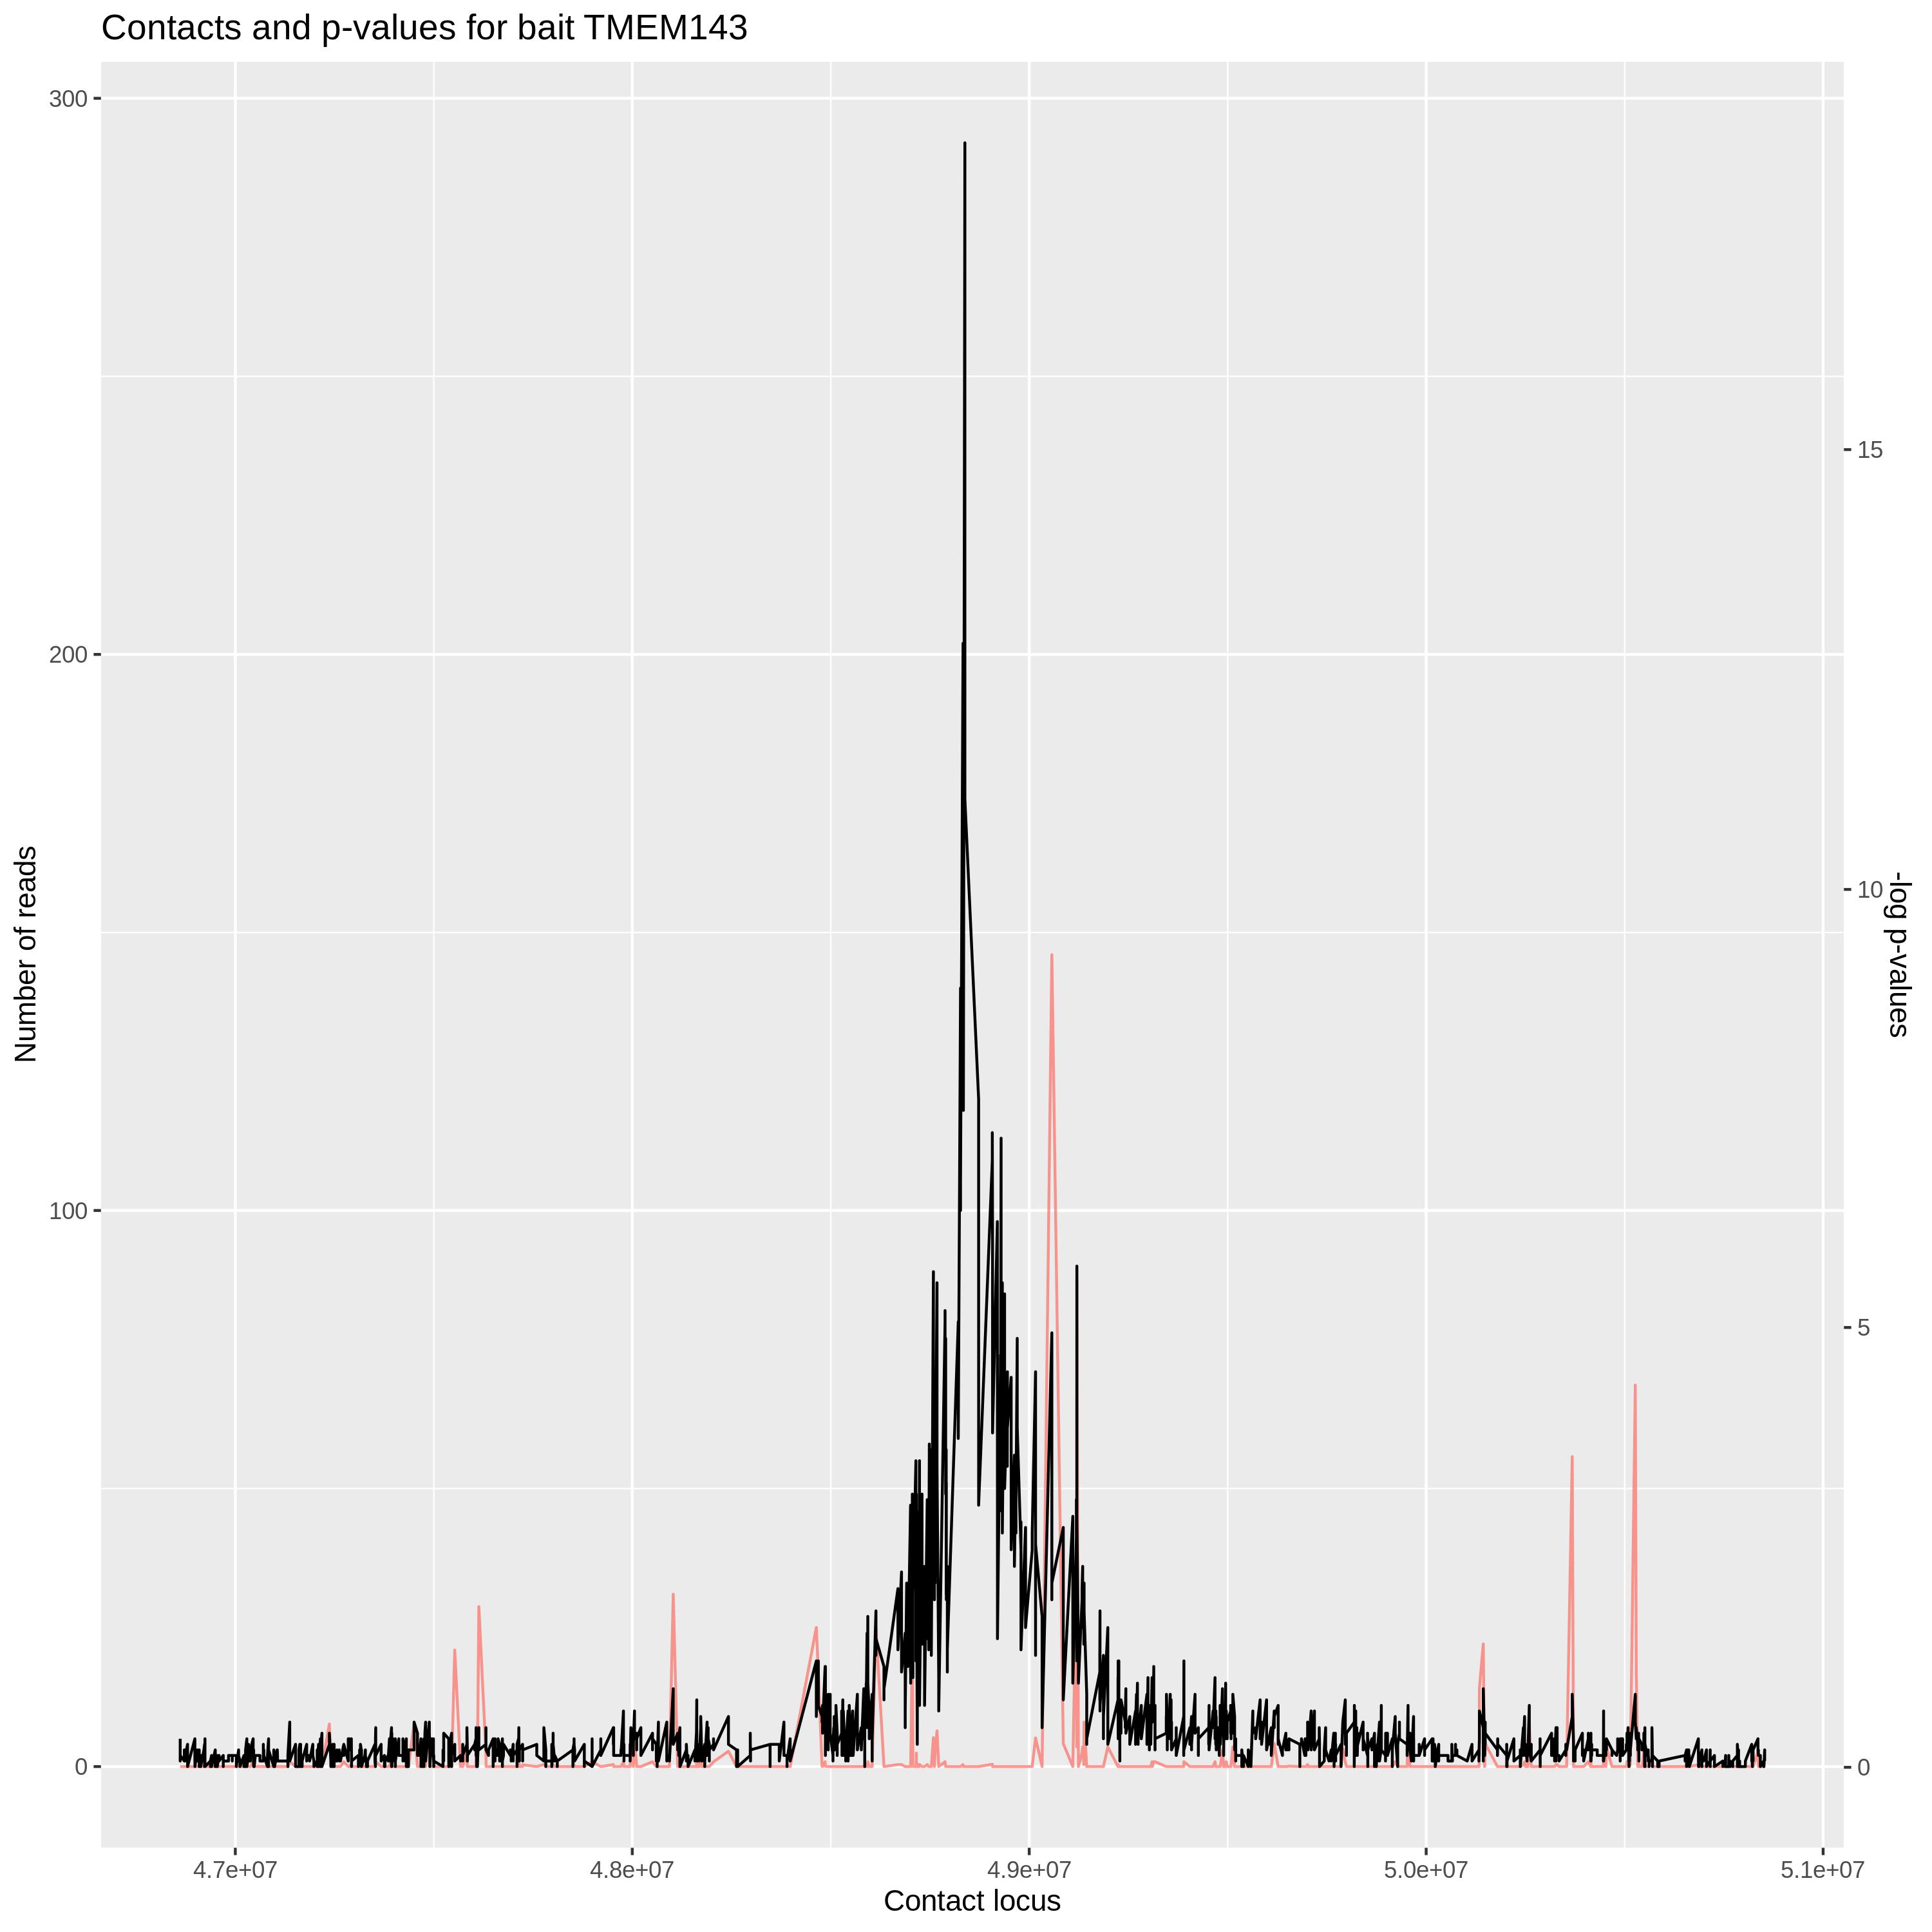 Contacts and p-values for bait TMEM143
300
200
100
0
Number of reads
15
10
5
0
-log p-values
4.7e+07
4.8e+07
4.9e+07
5.0e+07
5.1e+07
Contact locus